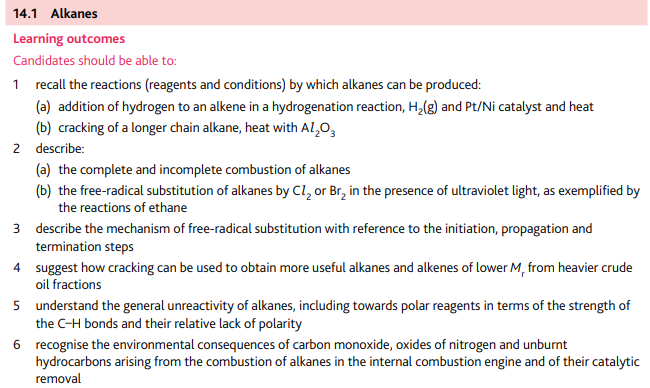 14.1 Alkanes
Learning outcomes
Candidates should be able to:
1 recall the reactions (reagents and conditions) by which alkanes can be produced:
(a) addition of hydrogen to an alkene in a hydrogenation reaction, H₂(g) and Pt/Ni catalyst and heat
(b) cracking of a longer chain alkane, heat with Al₂O₃
2 describe:
(a) the complete and incomplete combustion of alkanes
(b) the free-radical substitution of alkanes by Cl₂ or Br₂ in the presence of ultraviolet light, as exemplified by
the reactions of ethane
3 describe the mechanism of free-radical substitution with reference to the initiation, propagation and
termination steps
4 suggest how cracking can be used to obtain more useful alkanes and alkenes of lower Mᵣ from heavier crude
oil fractions
5 understand the general unreactivity of alkanes, including towards polar reagents in terms of the strength of
the C–H bonds and their relative lack of polarity
6 recognise the environmental consequences of carbon monoxide, oxides of nitrogen and unburnt
hydrocarbons arising from the combustion of alkanes in the internal combustion engine and of their catalytic
removal